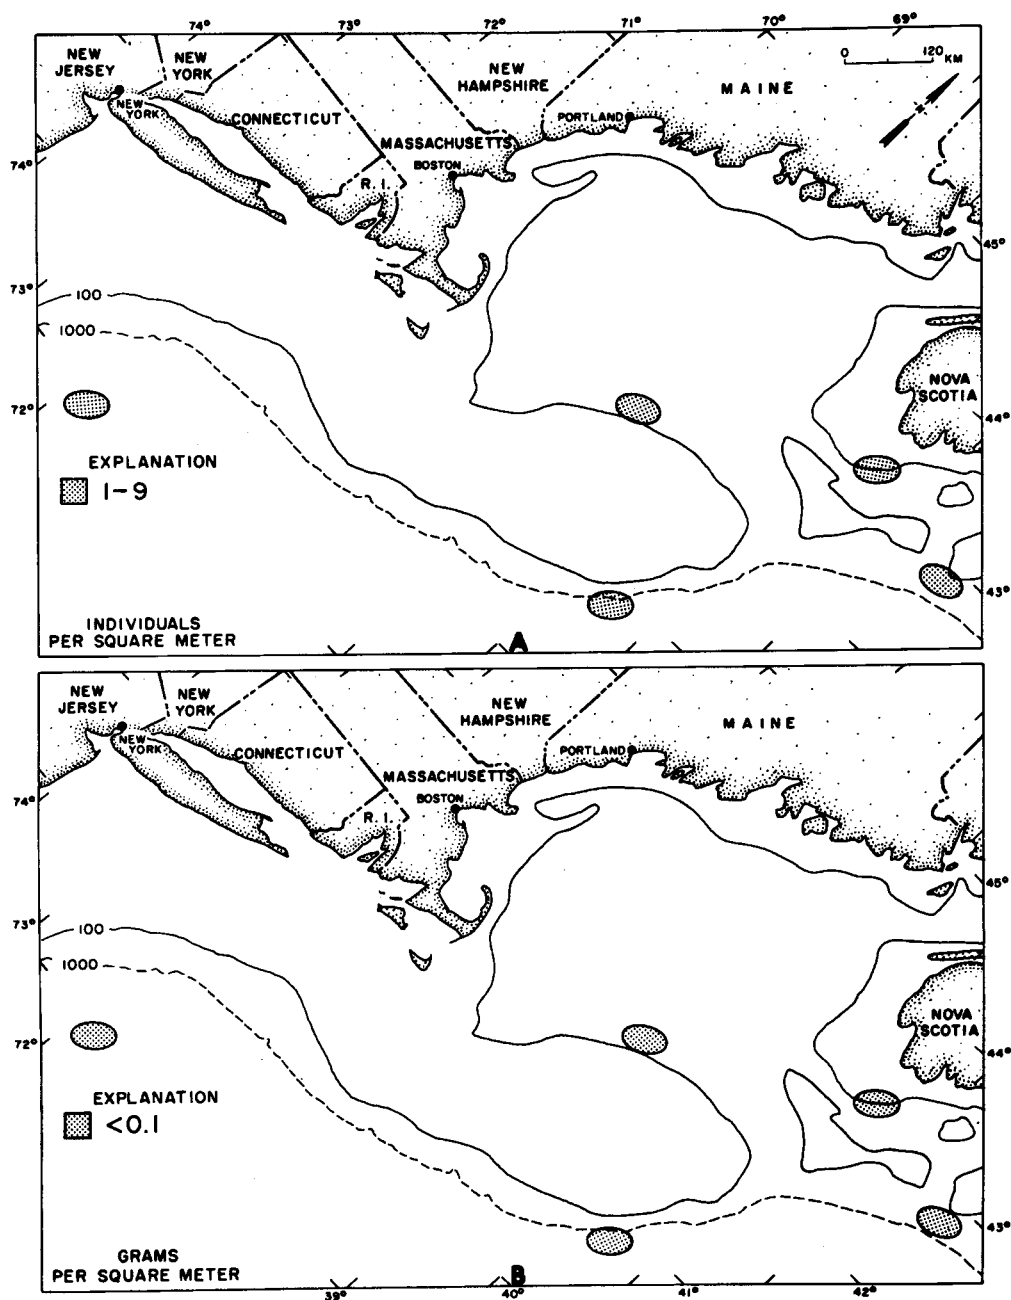 74° 73° 72° 71° 70° 69°
NEW
JERSEY
NEW
YORK
NEW
YORK
CONNECTICUT
NEW
HAMPSHIRE
MAINE
0 120
KM
PORTLAND
MASSACHUSETTS
BOSTON
R. I.
74°
45°
73°
100
1000
NOVA
SCOTIA
72°
44°
EXPLANATION
1-9
43°
INDIVIDUALS
PER SQUARE METER
A
NEW
JERSEY
NEW
YORK
NEW
YORK
CONNECTICUT
NEW
HAMPSHIRE
MAINE
PORTLAND
MASSACHUSETTS
BOSTON
R. I.
74°
45°
73°
100
1000
NOVA
SCOTIA
72°
44°
EXPLANATION
<0.1
43°
GRAMS
PER SQUARE METER
B
39° 40° 41° 42°